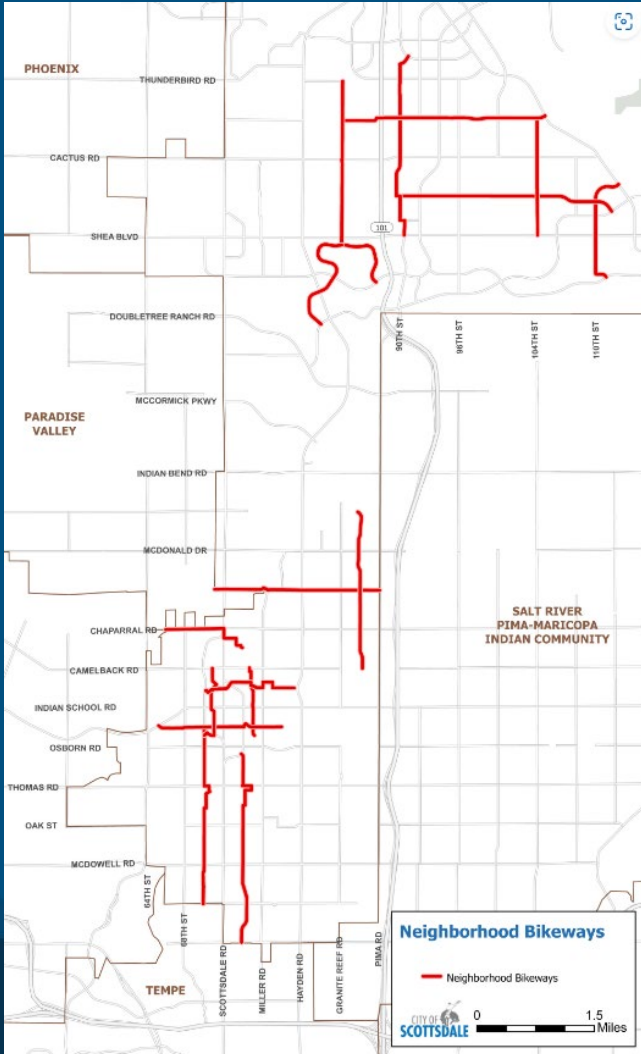 PHOENIX
THUNDERBIRD RD
CACTUS RD
SHEA BLVD
101
DOUBLETREE RANCH RD
90TH ST
96TH ST
104TH ST
110TH ST
MCCORMICK PKWY
PARADISE
VALLEY
INDIAN BEND RD
MCDONALD DR
SALT RIVER
PIMA-MARICOPA
INDIAN COMMUNITY
CHAPARRAL RD
CAMELBACK RD
INDIAN SCHOOL RD
OSBORN RD
THOMAS RD
OAK ST
MCDOWELL RD
64TH ST
68TH ST
SCOTTSDALE RD
MILLER RD
HAYDEN RD
GRANITE REEF RD
PIMA RD
TEMPE
Neighborhood Bikeways
Neighborhood Bikeways
CITY OF
SCOTTSDALE
0 1.5
Miles